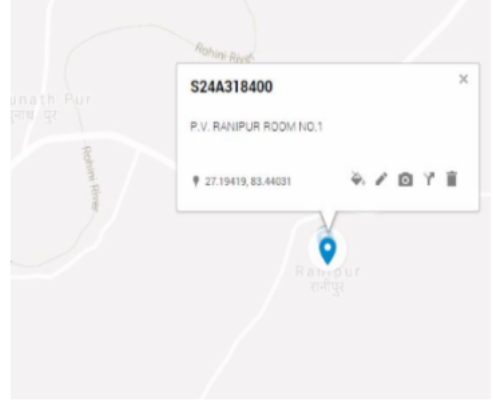 Rohini River
S24A318400
P.V. RANIPUR ROOM NO.1
27.19419, 83.44031
unath Pur
नाथ पुर
Rohini River
Ranipur
रानीपुर